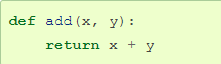 def add(x, y):
    return x + y